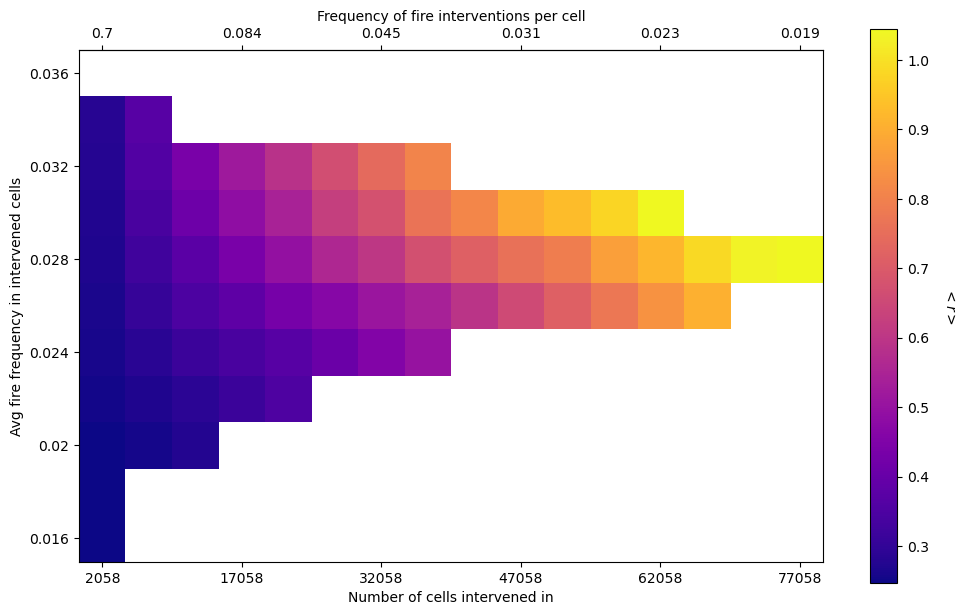 Frequency of fire interventions per cell
0.7 0.084 0.045 0.031 0.023 0.019
Avg fire frequency in intervened cells
0.036
0.032
0.028
0.024
0.02
0.016
2058 17058 32058 47058 62058 77058
Number of cells intervened in
1.0
0.9
0.8
0.7
0.6
0.5
0.4
0.3
< r >